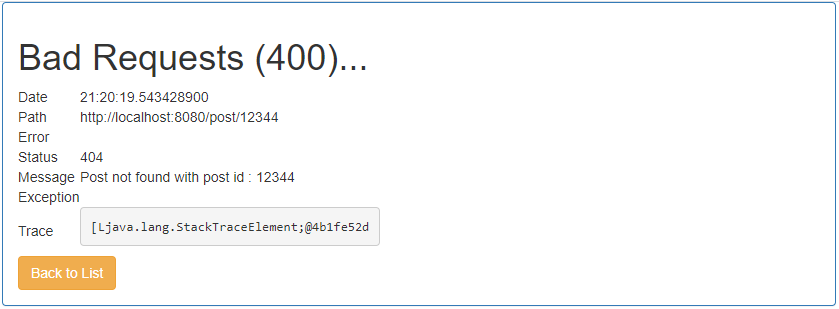 Bad Requests (400)...
Date 21:20:19.543428900
Path http://localhost:8080/post/12344
Error
Status 404
Message Post not found with post id : 12344
Exception
Trace [Ljava.lang.StackTraceElement;@4b1fe52d
Back to List